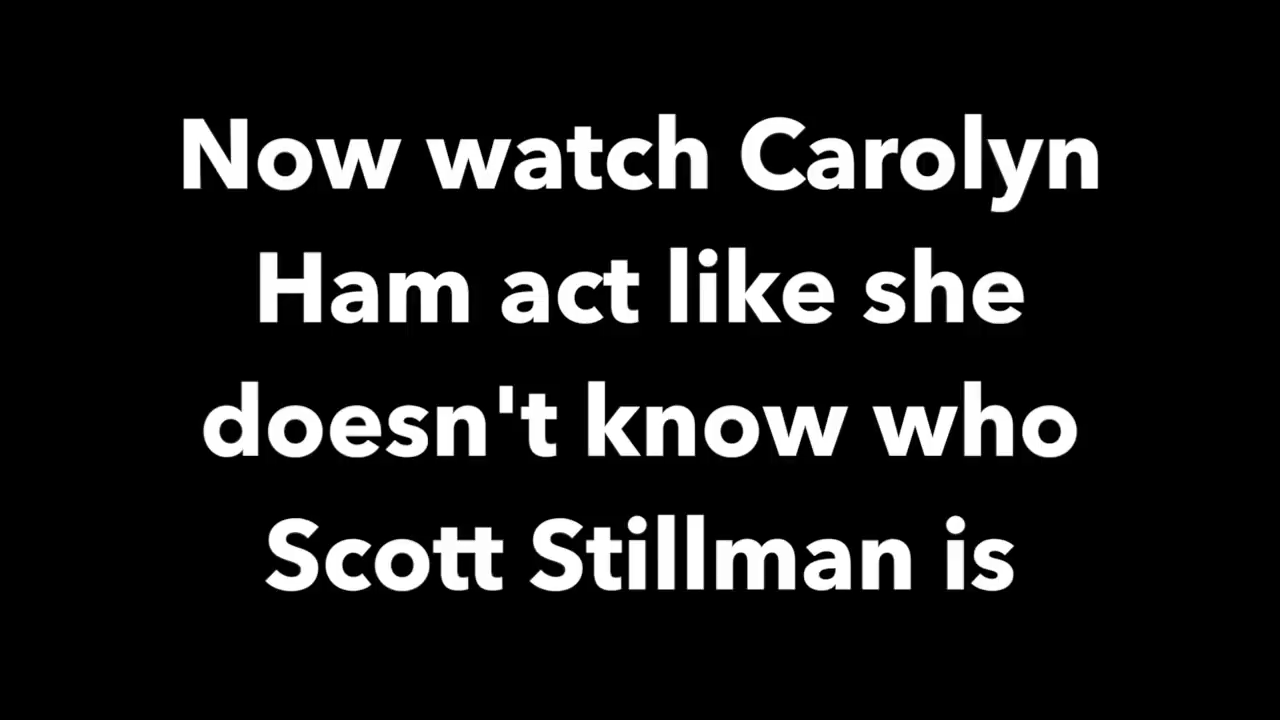 Now watch Carolyn
Ham act like she
doesn't know who
Scott Stillman is